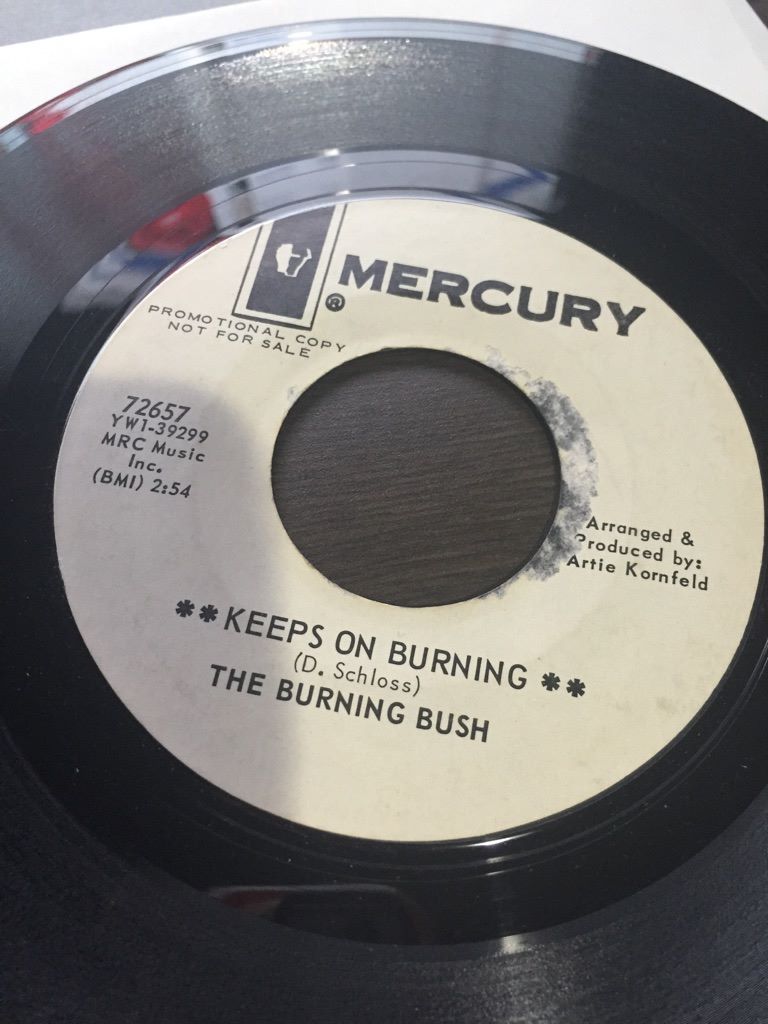 MERCURY
®
PROMOTIONAL COPY
NOT FOR SALE
72657
YW1-39299
MRC Music
Inc.
(BMI) 2:54
Arranged &
Produced by:
Artie Kornfeld
**KEEPS ON BURNING**
(D. Schloss)
THE BURNING BUSH